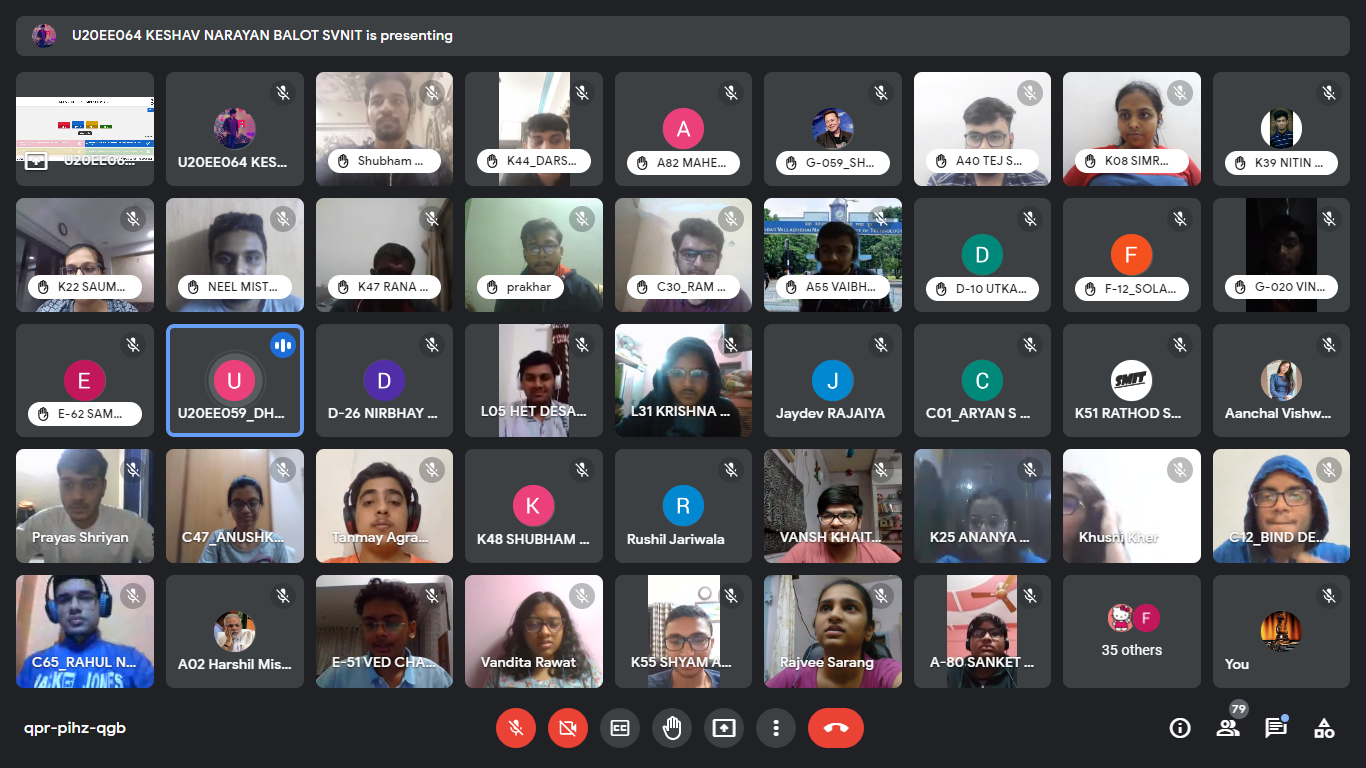 U20EE064 KESHAV NARAYAN BALOT SVNIT is presenting
U20EE06...
U20EE064 KES...
Shubham ...
K44_DARS...
A
A82 MAHE...
G-059_SH...
A40 TEJ S...
K08 SIMR...
K39 NITIN ...
K22 SAUM...
NEEL MIST...
K47 RANA ...
prakhar
C30_RAM ...
A55 VAIBH...
D
D-10 UTKA...
F
F-12_SOLA...
G-020 VIN...
E
E-62 SAM...
U
U20EE059_DH...
D
D-26 NIRBHAY ...
L05 HET DESA...
L31 KRISHNA ...
J
Jaydev RAJAIYA
C
C01_ARYAN S ...
SMIT
K51 RATHOD S...
Aanchal Vishw...
Prayas Shriyan
C47_ANUSHK...
Tanmay Agra...
K
K48 SHUBHAM ...
R
Rushil Jariwala
VANSH KHAIT...
K25 ANANYA ...
Khushi Kher
C12_BIND DE...
C65_RAHUL N...
JACK JONES
A02 Harshil Mis...
E-51 VED CHA...
Vandita Rawat
K55 SHYAM A...
Rajvee Sarang
A-80 SANKET ...
F
35 others
You
qpr-pihz-qgb
79